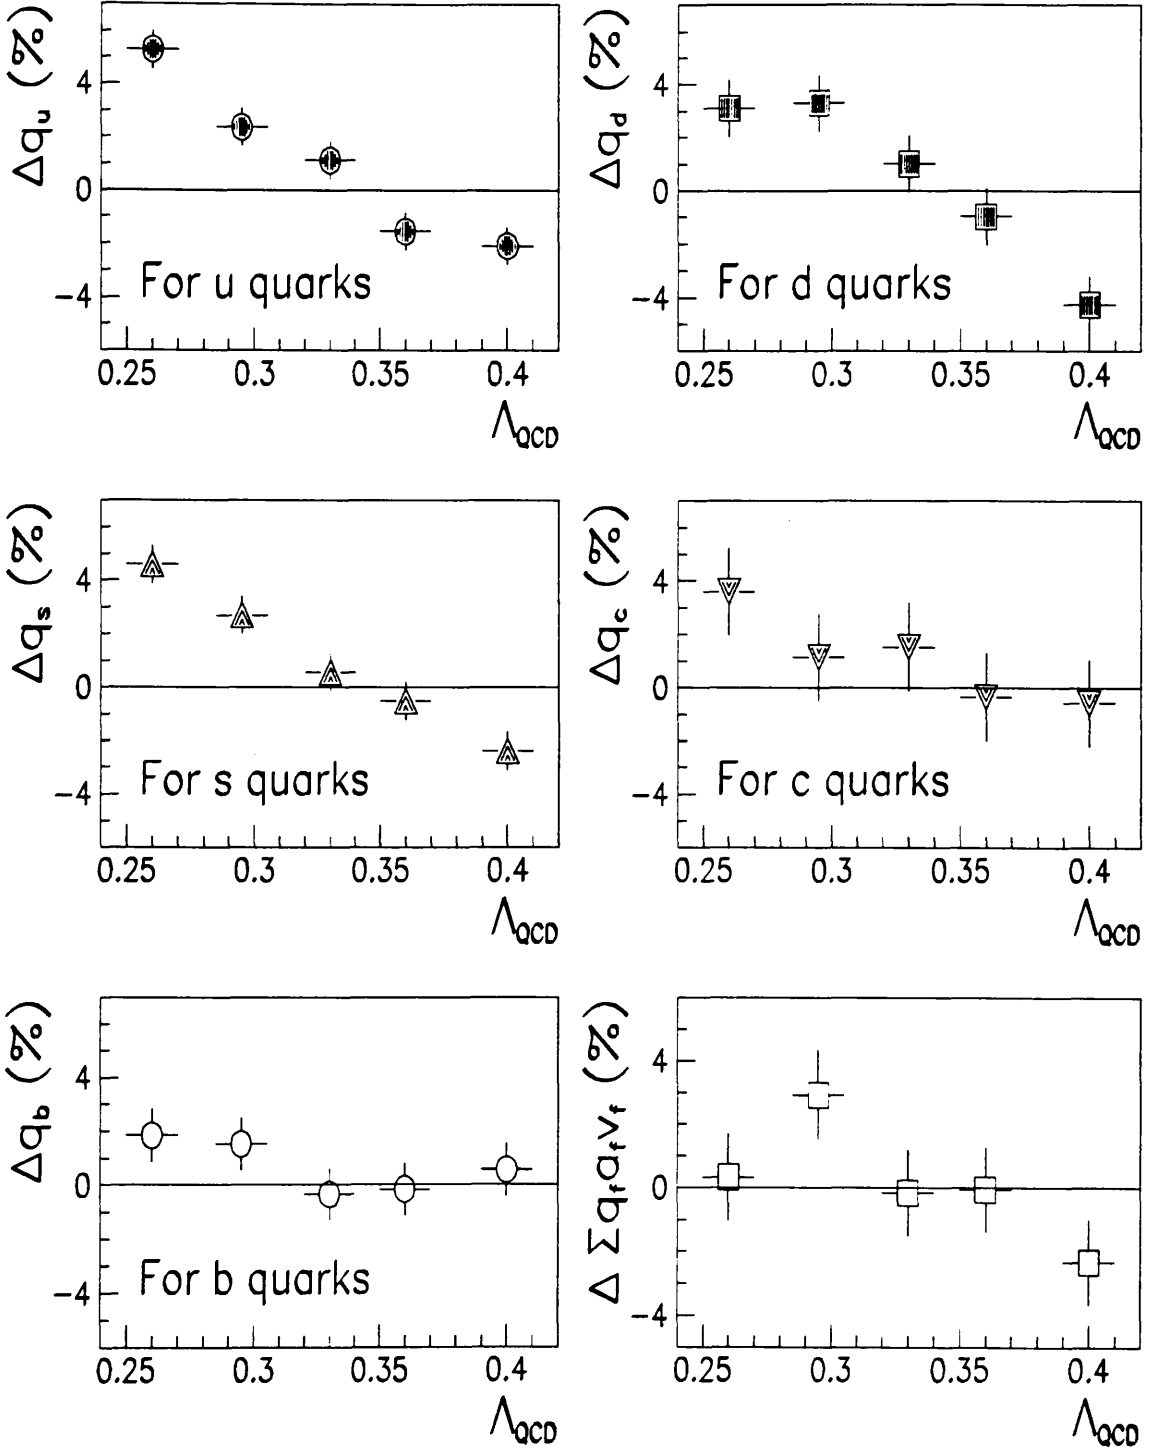 Δq_u (%)
4
0
−4
For u quarks
0.25 0.3 0.35 0.4
Λ_QCD
Δq_d (%)
4
0
−4
For d quarks
0.25 0.3 0.35 0.4
Λ_QCD
Δq_s (%)
4
0
−4
For s quarks
0.25 0.3 0.35 0.4
Λ_QCD
Δq_c (%)
4
0
−4
For c quarks
0.25 0.3 0.35 0.4
Λ_QCD
Δq_b (%)
4
0
−4
For b quarks
0.25 0.3 0.35 0.4
Λ_QCD
Δ Σ q_f a_f v_f (%)
4
0
−4
0.25 0.3 0.35 0.4
Λ_QCD